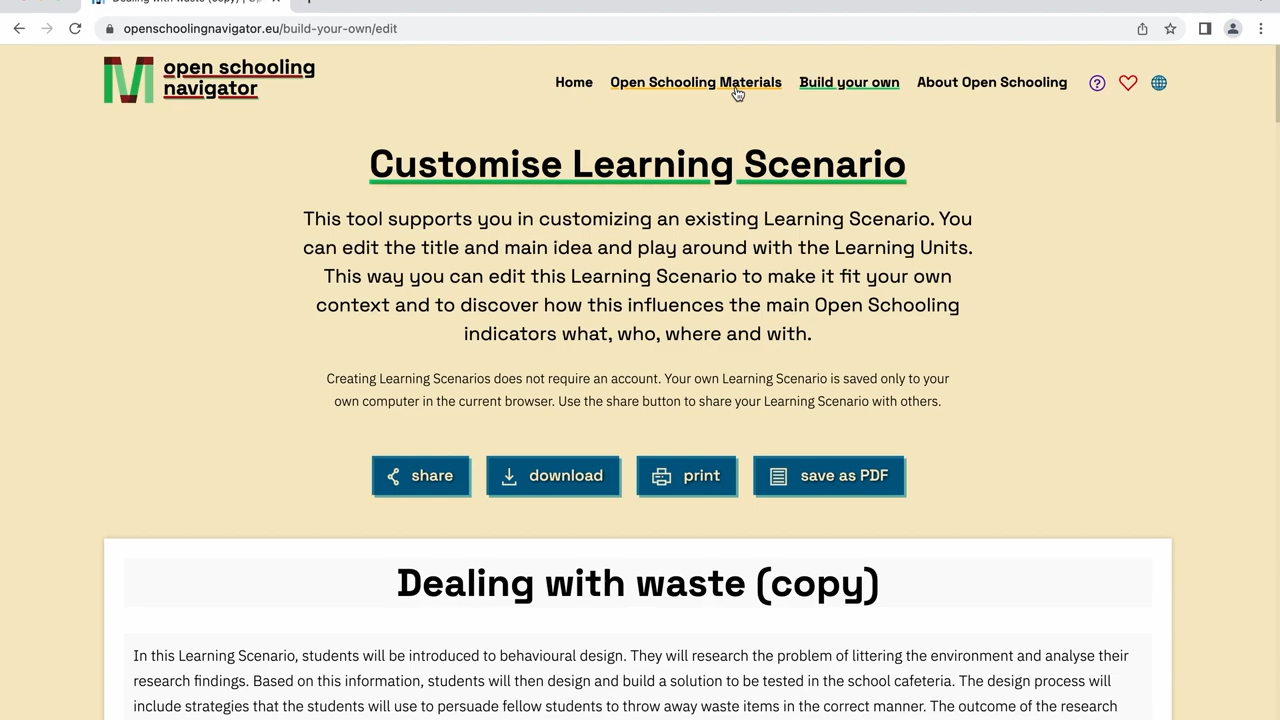 Dealing with waste (copy) |
openschoolingnavigator.eu/build-your-own/edit
open schooling
navigator
Home Open Schooling Materials Build your own About Open Schooling
Customise Learning Scenario
This tool supports you in customizing an existing Learning Scenario. You
can edit the title and main idea and play around with the Learning Units.
This way you can edit this Learning Scenario to make it fit your own
context and to discover how this influences the main Open Schooling
indicators what, who, where and with.
Creating Learning Scenarios does not require an account. Your own Learning Scenario is saved only to your
own computer in the current browser. Use the share button to share your Learning Scenario with others.
share download print save as PDF
Dealing with waste (copy)
In this Learning Scenario, students will be introduced to behavioural design. They will research the problem of littering the environment and analyse their
research findings. Based on this information, students will then design and build a solution to be tested in the school cafeteria. The design process will
include strategies that the students will use to persuade fellow students to throw away waste items in the correct manner. The outcome of the research